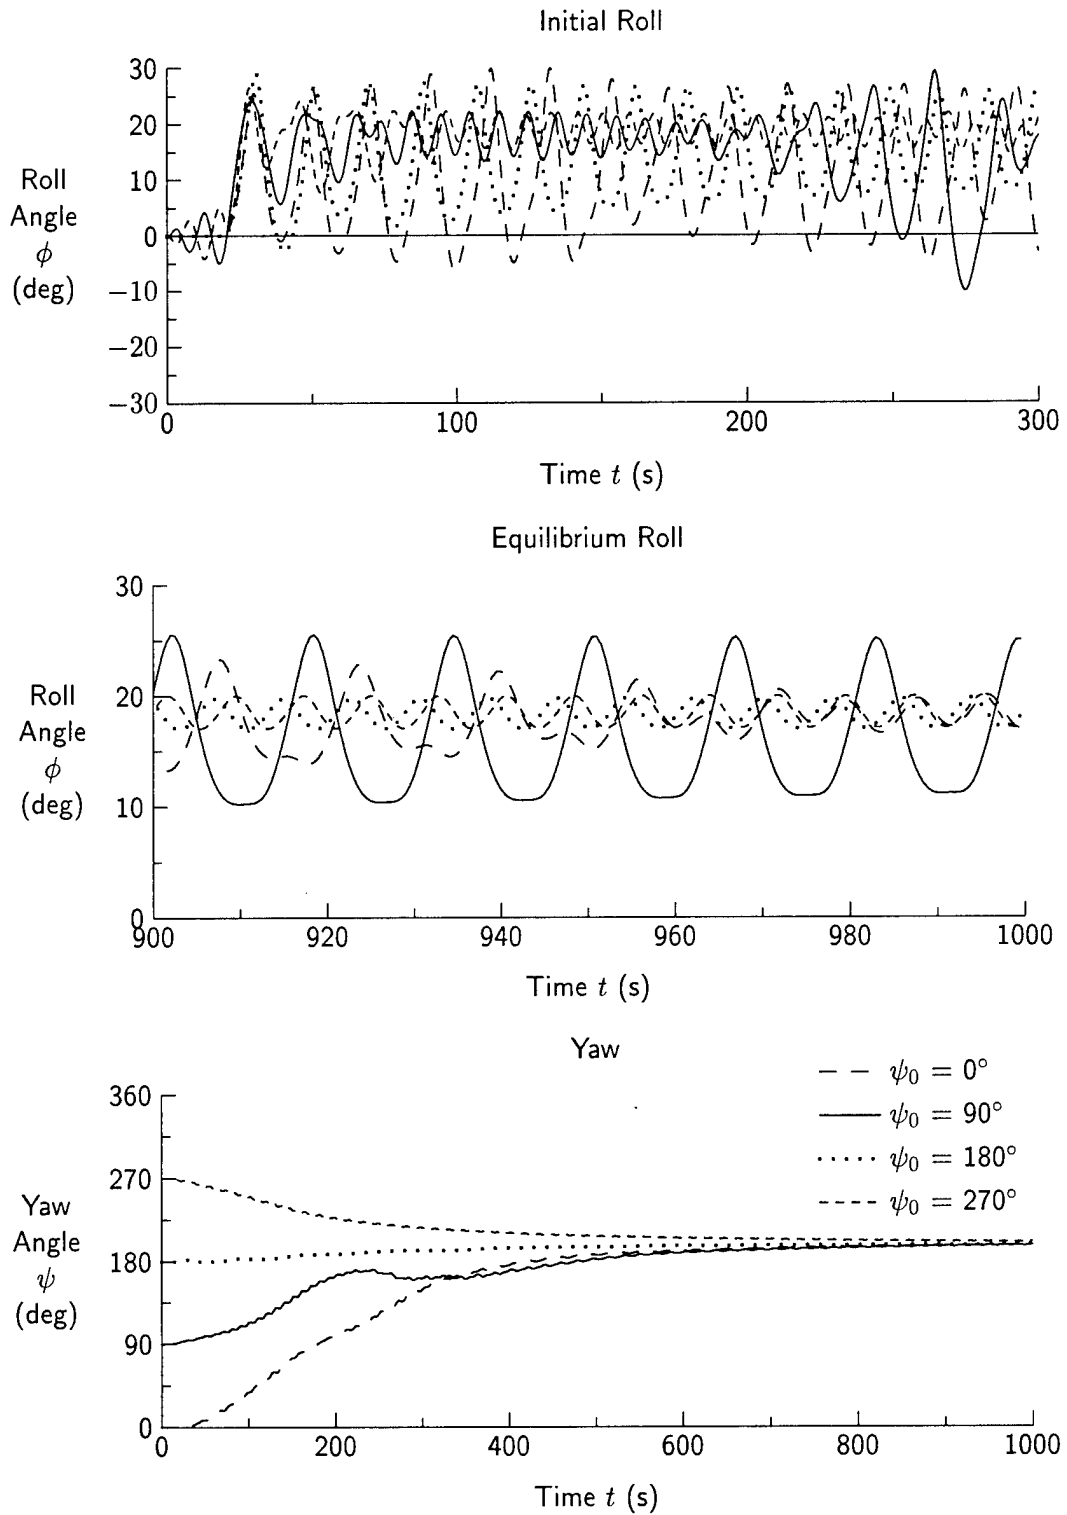 Initial Roll
30
20
10
0
−10
−20
−30
Roll
Angle
ϕ
(deg)
0
100
200
300
Time t (s)
Equilibrium Roll
30
20
10
0
Roll
Angle
ϕ
(deg)
900
920
940
960
980
1000
Time t (s)
Yaw
ψ0 = 0°
ψ0 = 90°
ψ0 = 180°
ψ0 = 270°
360
270
180
90
0
Yaw
Angle
ψ
(deg)
0
200
400
600
800
1000
Time t (s)